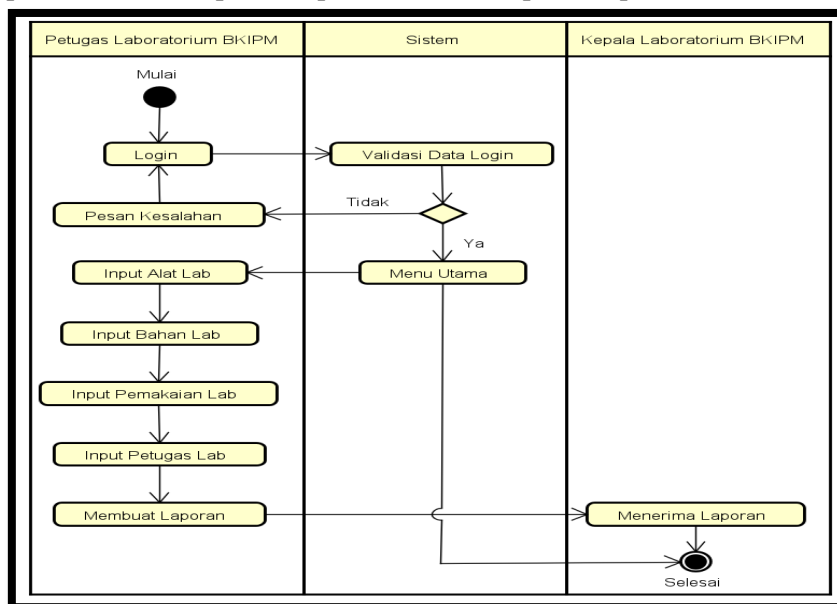 Petugas Laboratorium BKIPM
Sistem
Kepala Laboratorium BKIPM
Mulai
Login
Validasi Data Login
Tidak
Pesan Kesalahan
Ya
Input Alat Lab
Menu Utama
Input Bahan Lab
Input Pemakaian Lab
Input Petugas Lab
Membuat Laporan
Menerima Laporan
Selesai